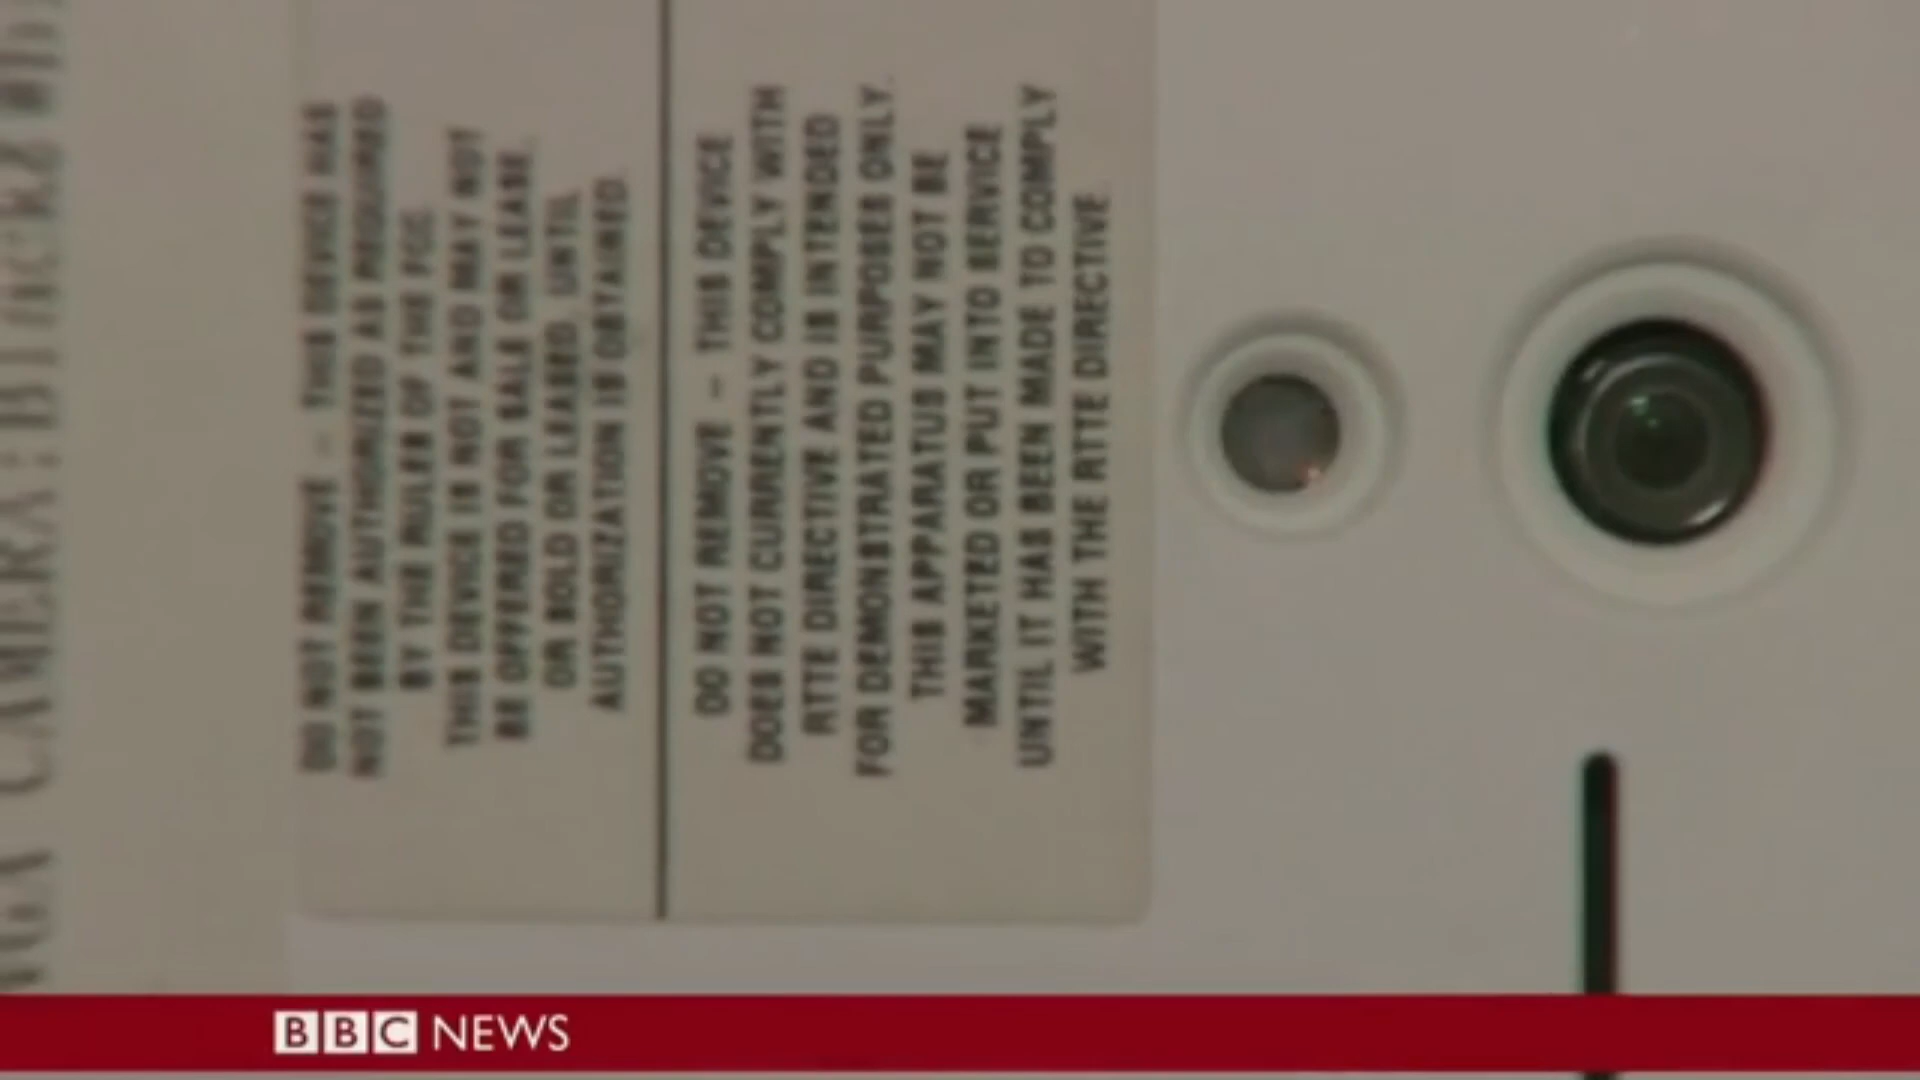 DO NOT REMOVE - THIS DEVICE HAS
NOT BEEN AUTHORIZED AS REQUIRED
BY THE RULES OF THE FCC
THIS DEVICE IS NOT AND MAY NOT
BE OFFERED FOR SALE OR LEASE,
OR SOLD OR LEASED, UNTIL
AUTHORIZATION IS OBTAINED.
DO NOT REMOVE - THIS DEVICE
DOES NOT CURRENTLY COMPLY WITH
RTTE DIRECTIVE AND IS INTENDED
FOR DEMONSTRATED PURPOSES ONLY.
THIS APPARATUS MAY NOT BE
MARKETED OR PUT INTO SERVICE
UNTIL IT HAS BEEN MADE TO COMPLY
WITH THE RTTE DIRECTIVE
BBC NEWS